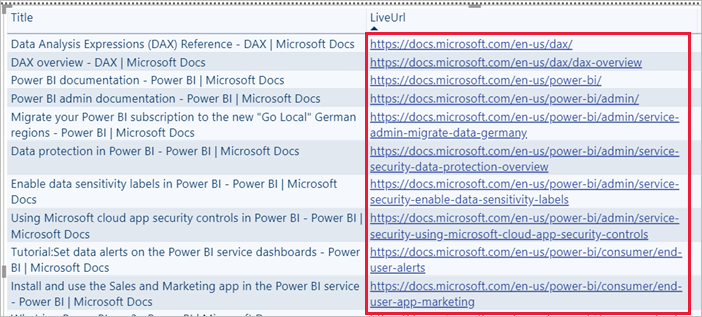 Title LiveUrl
Data Analysis Expressions (DAX) Reference - DAX | Microsoft Docs https://docs.microsoft.com/en-us/dax/
DAX overview - DAX | Microsoft Docs https://docs.microsoft.com/en-us/dax/dax-overview
Power BI documentation - Power BI | Microsoft Docs https://docs.microsoft.com/en-us/power-bi/
Power BI admin documentation - Power BI | Microsoft Docs https://docs.microsoft.com/en-us/power-bi/admin/
Migrate your Power BI subscription to the new "Go Local" German https://docs.microsoft.com/en-us/power-bi/admin/service-
regions - Power BI | Microsoft Docs admin-migrate-data-germany
Data protection in Power BI - Power BI | Microsoft Docs https://docs.microsoft.com/en-us/power-bi/admin/service-
security-data-protection-overview
Enable data sensitivity labels in Power BI - Power BI | Microsoft https://docs.microsoft.com/en-us/power-bi/admin/service-
Docs security-enable-data-sensitivity-labels
Using Microsoft cloud app security controls in Power BI - Power BI | https://docs.microsoft.com/en-us/power-bi/admin/service-
Microsoft Docs security-using-microsoft-cloud-app-security-controls
Tutorial:Set data alerts on the Power BI service dashboards - Power https://docs.microsoft.com/en-us/power-bi/consumer/end-
BI | Microsoft Docs user-alerts
Install and use the Sales and Marketing app in the Power BI service https://docs.microsoft.com/en-us/power-bi/consumer/end-
- Power BI | Microsoft Docs user-app-marketing